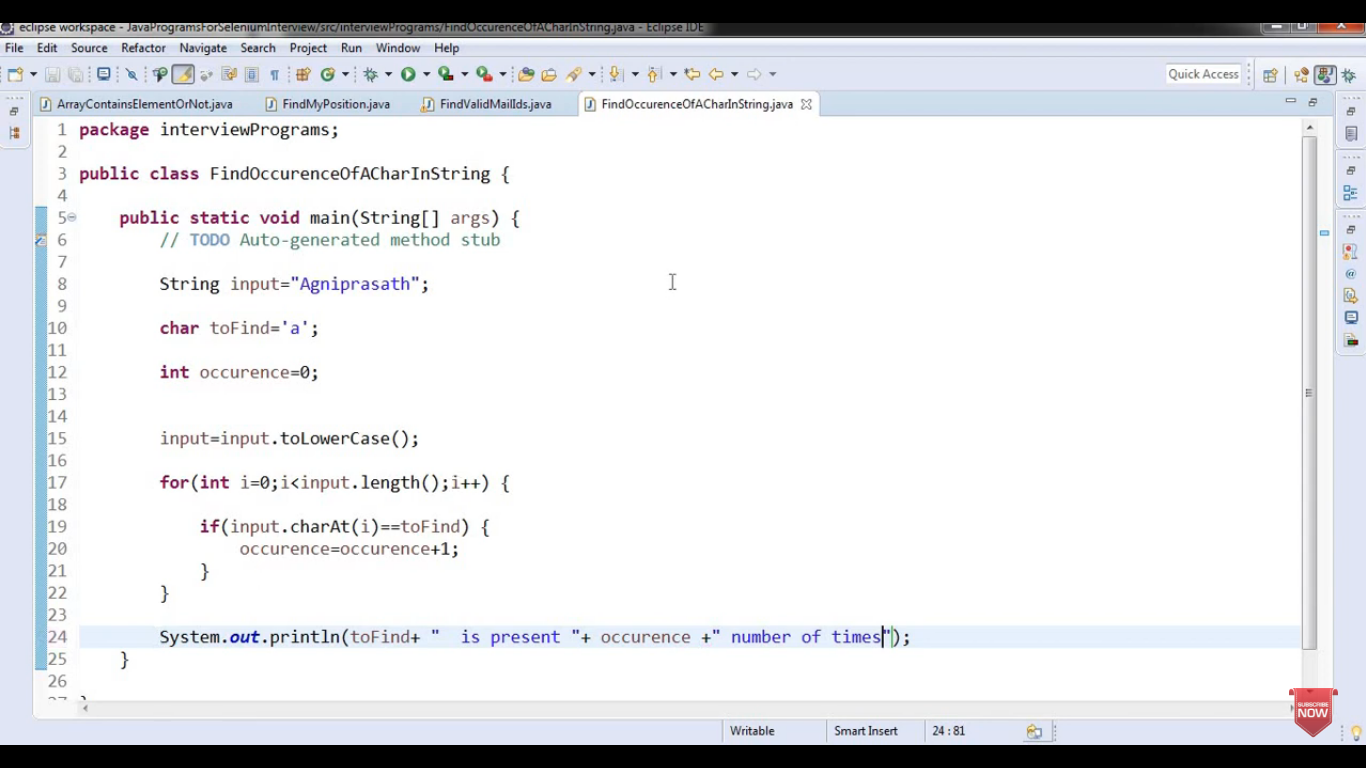 eclipse workspace - JavaProgramsForSeleniumInterview/src/interviewPrograms/FindOccurenceOfACharInString.java - Eclipse IDE
File Edit Source Refactor Navigate Search Project Run Window Help
Quick Access
ArrayContainsElementOrNot.java FindMyPosition.java FindValidMailIds.java FindOccurenceOfACharInString.java
1 package interviewPrograms;
2
3 public class FindOccurenceOfACharInString {
4
5 public static void main(String[] args) {
6 // TODO Auto-generated method stub
7
8 String input="Agniprasath";
9
10 char toFind='a';
11
12 int occurence=0;
13
14
15 input=input.toLowerCase();
16
17 for(int i=0;i<input.length();i++) {
18
19 if(input.charAt(i)==toFind) {
20 occurence=occurence+1;
21 }
22 }
23
24 System.out.println(toFind+ "  is present "+ occurence +" number of times");
25 }
26
27 }
SUBSCRIBE
NOW
Writable Smart Insert 24 : 81